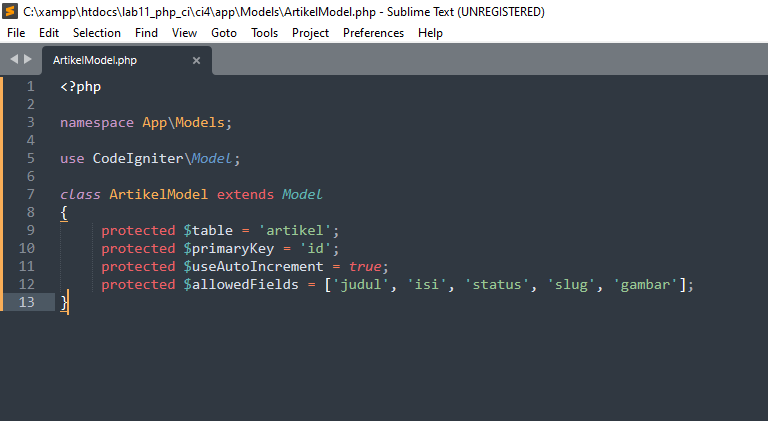 C:\xampp\htdocs\lab11_php_ci\ci4\app\Models\ArtikelModel.php - Sublime Text (UNREGISTERED)
File Edit Selection Find View Goto Tools Project Preferences Help
ArtikelModel.php ×
1 <?php
2
3 namespace App\Models;
4
5 use CodeIgniter\Model;
6
7 class ArtikelModel extends Model
8 {
9 protected $table = 'artikel';
10 protected $primaryKey = 'id';
11 protected $useAutoIncrement = true;
12 protected $allowedFields = ['judul', 'isi', 'status', 'slug', 'gambar'];
13 }